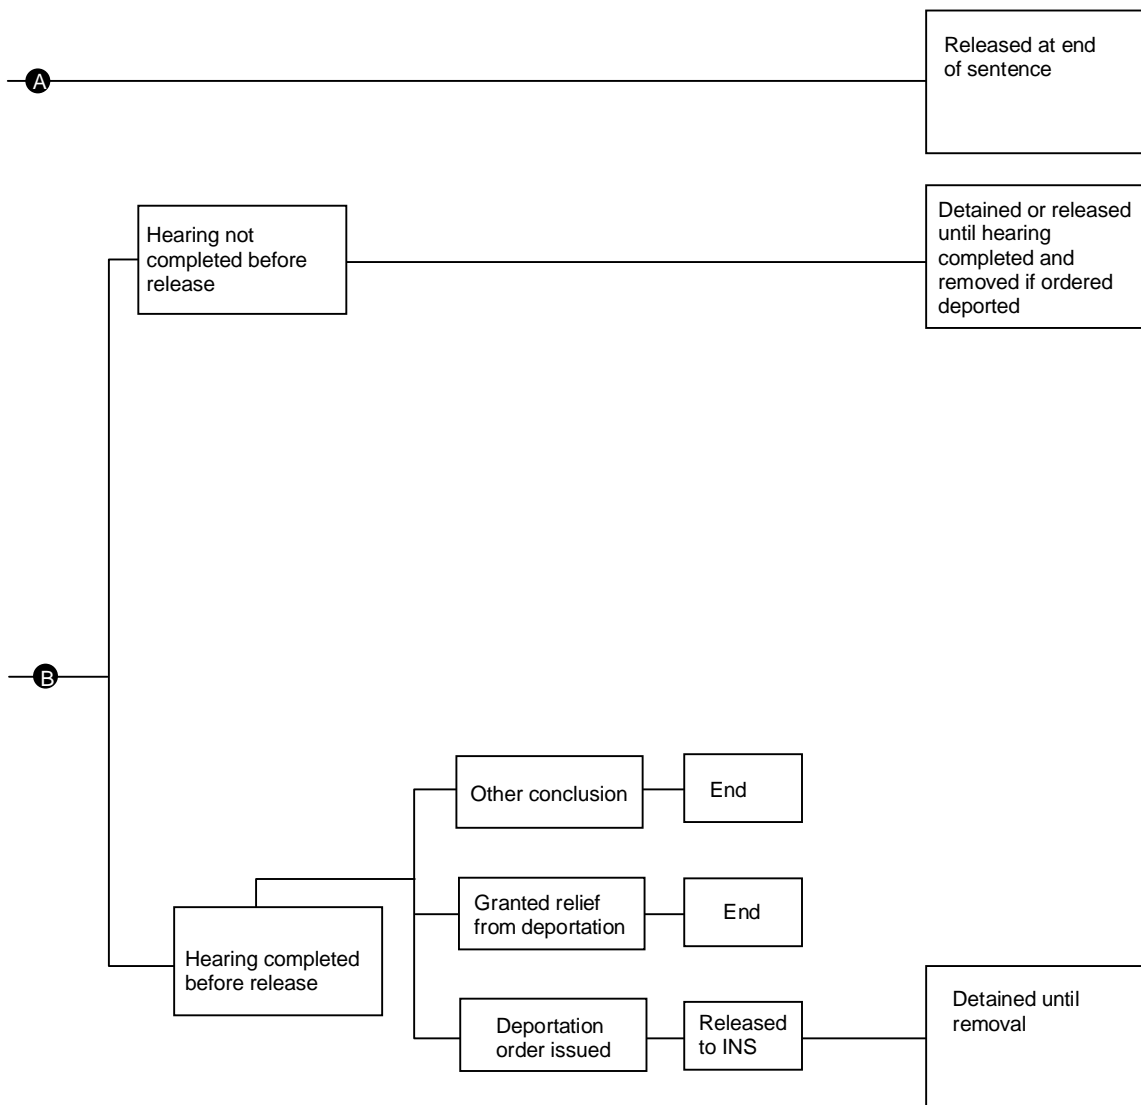 A
Released at end
of sentence
Hearing not
completed before
release
Detained or released
until hearing
completed and
removed if ordered
deported
B
Other conclusion
End
Granted relief
from deportation
End
Hearing completed
before release
Deportation
order issued
Released
to INS
Detained until
removal